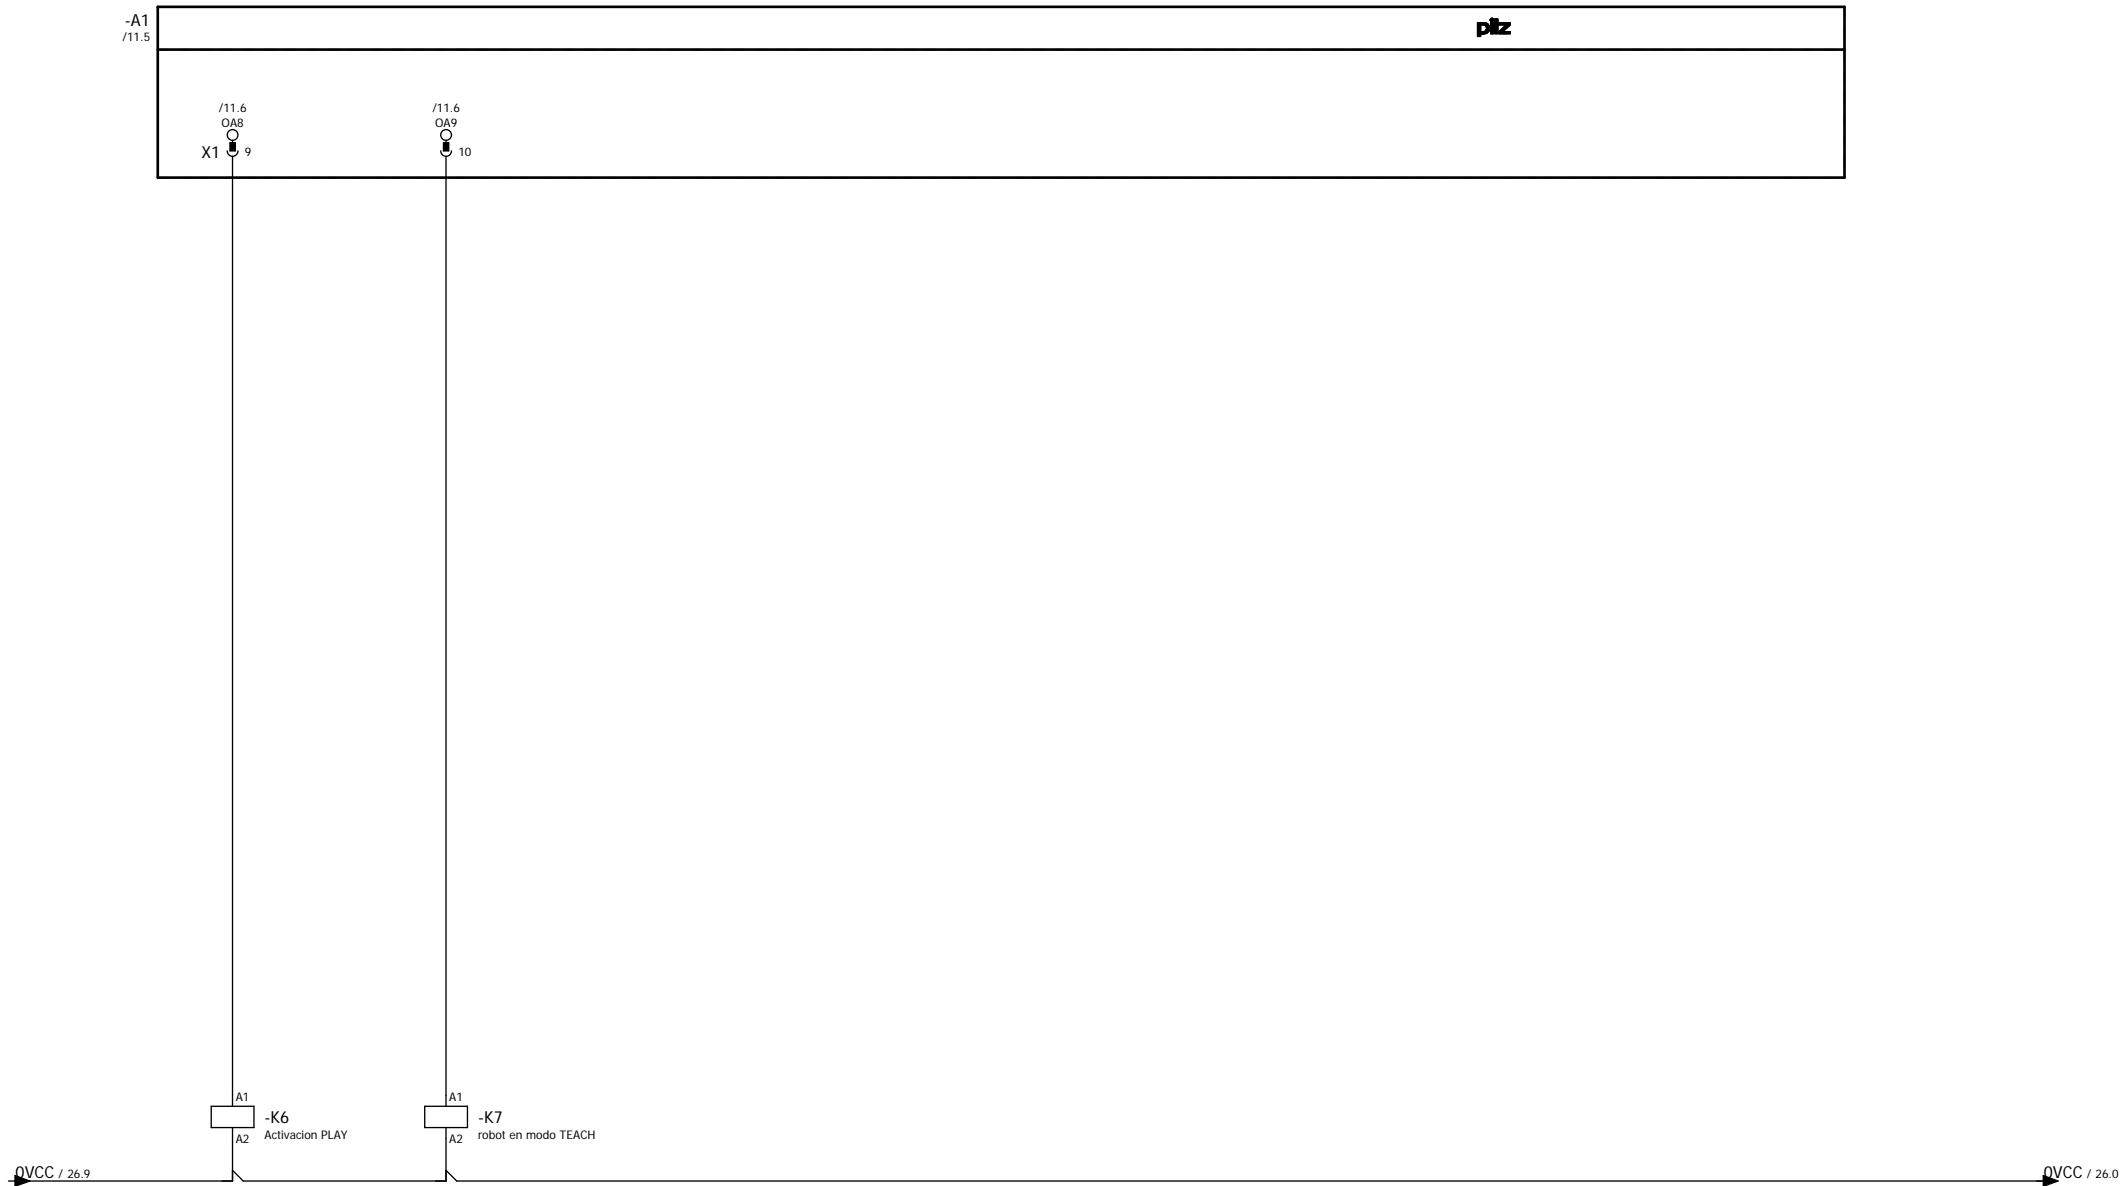 -A1
/11.5
pilz
/11.6
OA8
X1 9
/11.6
OA9
10
A1
-K6
Activacion PLAY
A2
A1
-K7
robot en modo TEACH
A2
0VCC / 26.9
0VCC / 26.0